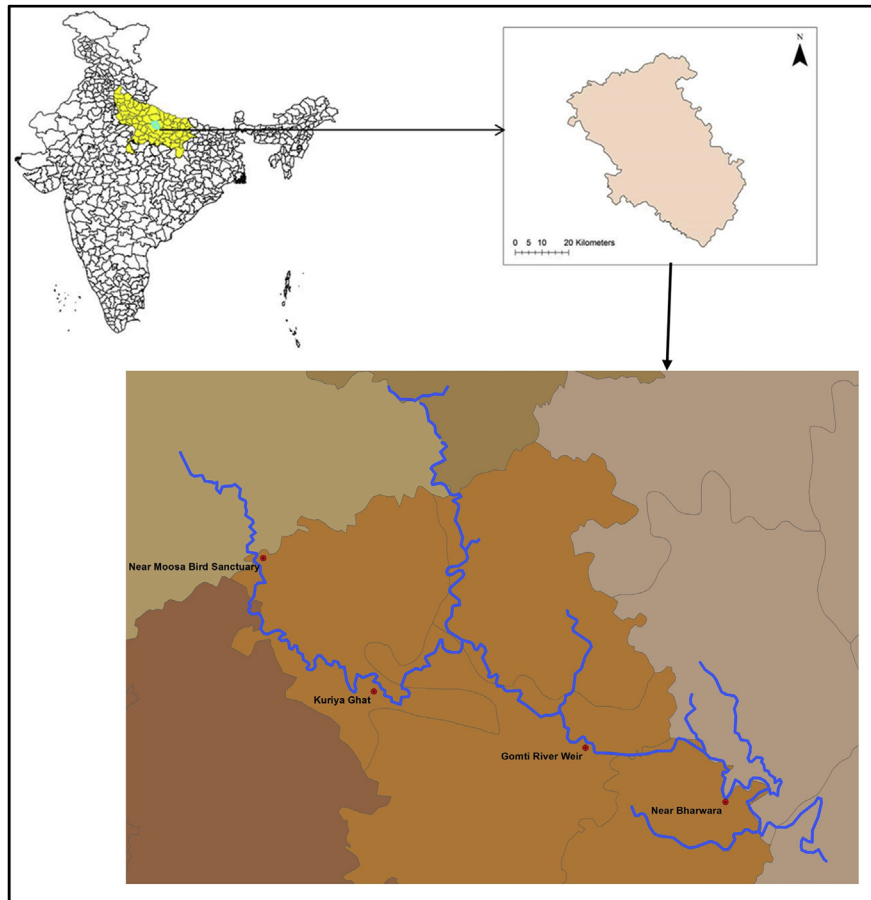 N
0 5 10 20 Kilometers
Near Moosa Bird Sanctuary
Kuriya Ghat
Gomti River Weir
Near Bharwara